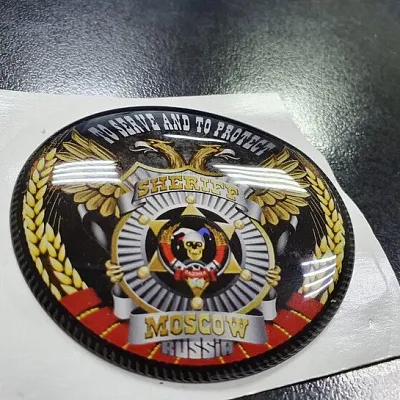 TO SERVE AND TO PROTECT
SHERIFF
MOSCOW
RUSSiA